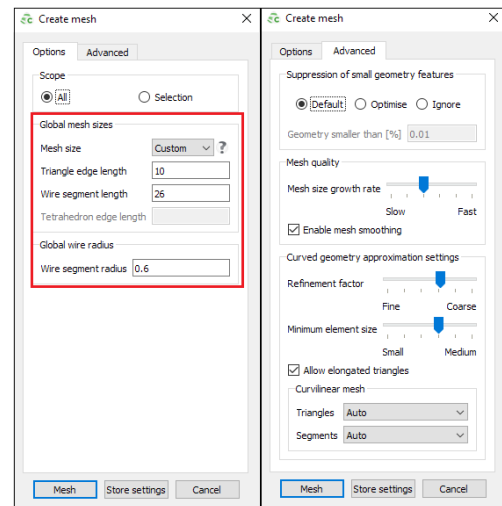 Create mesh
Options Advanced
Scope
All Selection
Global mesh sizes
Mesh size Custom ?
Triangle edge length 10
Wire segment length 26
Tetrahedron edge length
Global wire radius
Wire segment radius 0.6
Mesh Store settings Cancel
Create mesh
Options Advanced
Suppression of small geometry features
Default Optimise Ignore
Geometry smaller than [%] 0.01
Mesh quality
Mesh size growth rate
Slow Fast
Enable mesh smoothing
Curved geometry approximation settings
Refinement factor
Fine Coarse
Minimum element size
Small Medium
Allow elongated triangles
Curvilinear mesh
Triangles Auto
Segments Auto
Mesh Store settings Cancel